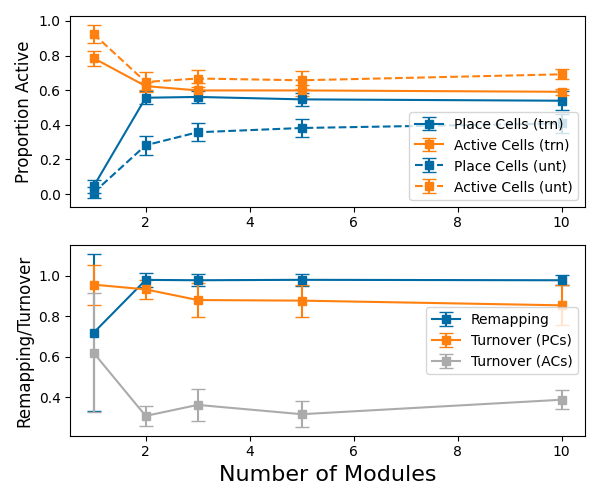 Proportion Active
1.0
0.8
0.6
0.4
0.2
0.0
Place Cells (trn)
Active Cells (trn)
Place Cells (unt)
Active Cells (unt)
2 4 6 8 10
Remapping/Turnover
1.0
0.8
0.6
0.4
Remapping
Turnover (PCs)
Turnover (ACs)
2 4 6 8 10
Number of Modules